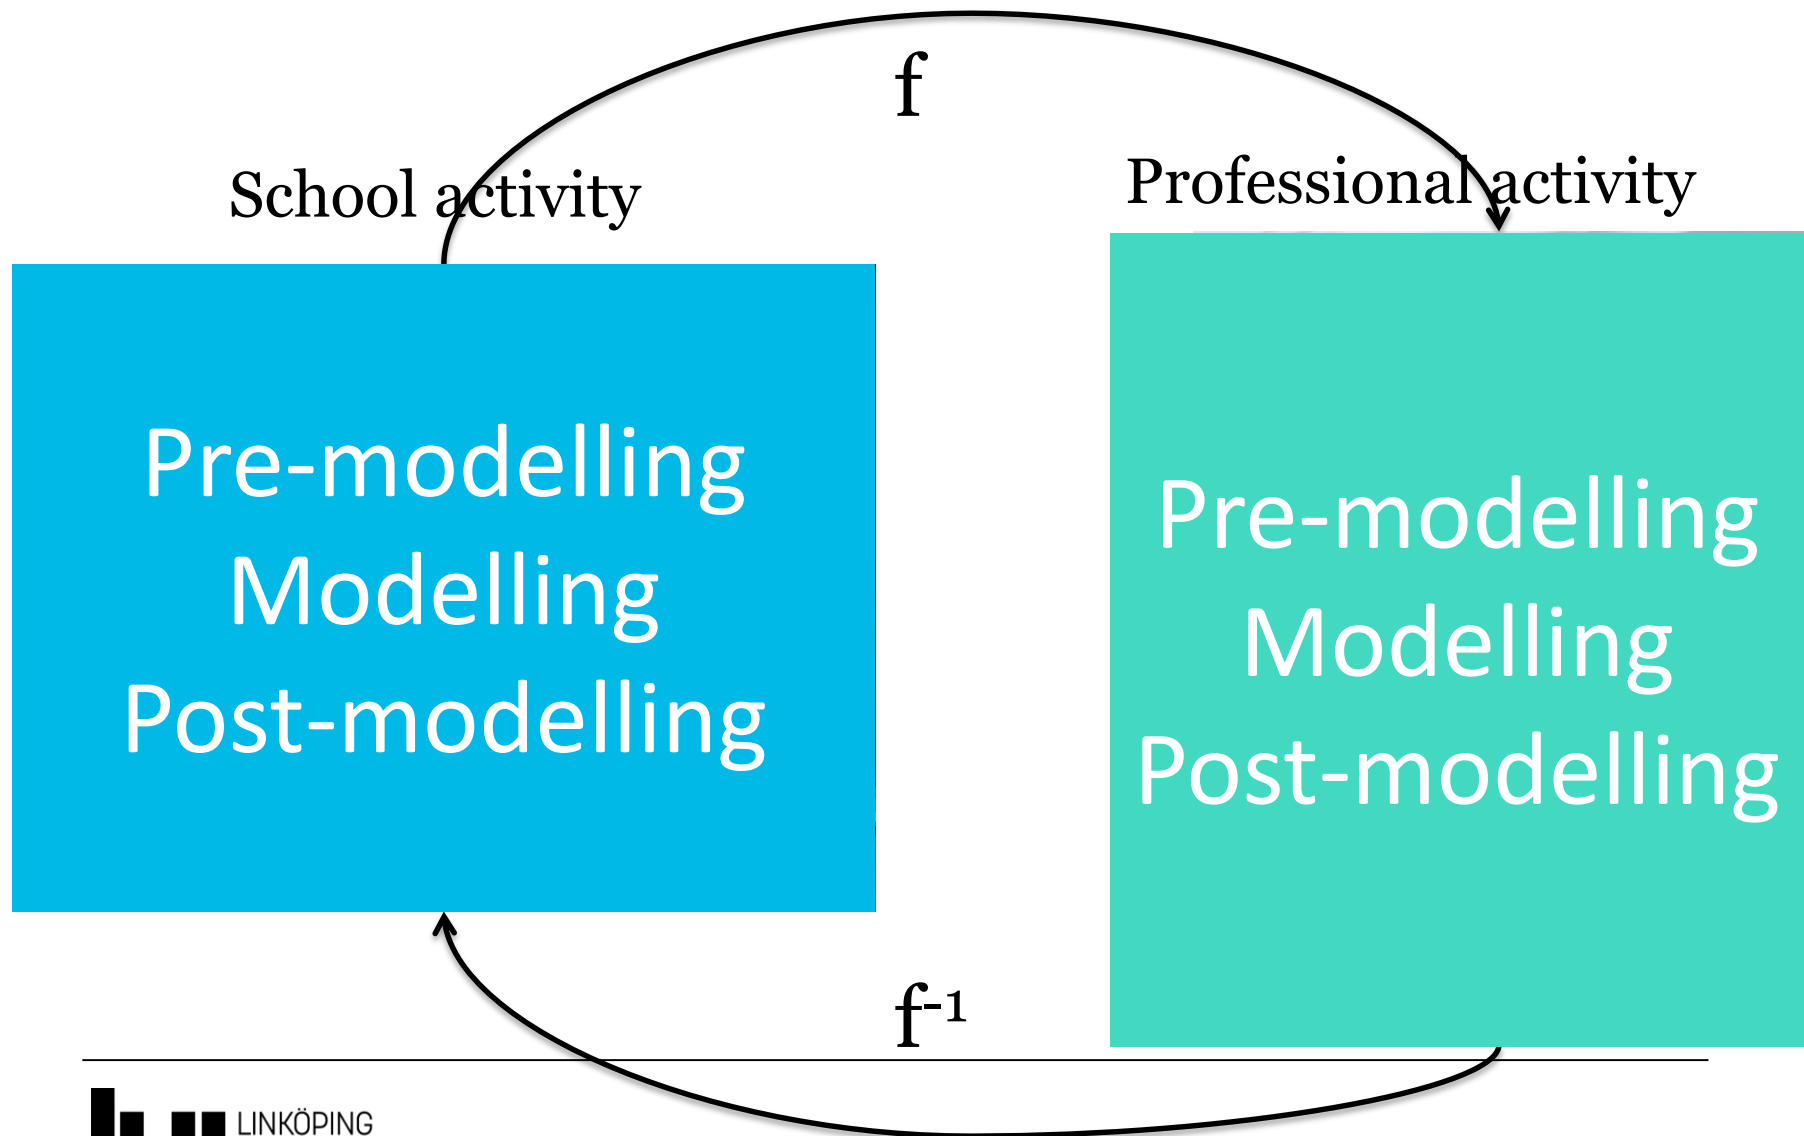 f
School activity
Professional activity
Pre-modelling
Modelling
Post-modelling
Pre-modelling
Modelling
Post-modelling
f-1
LINKÖPING